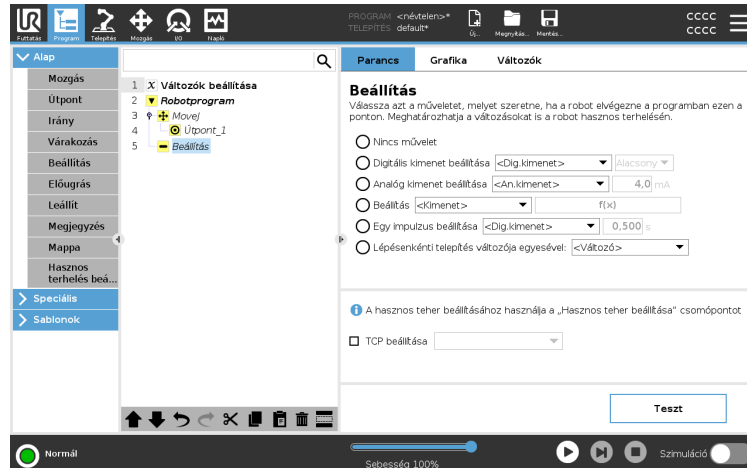 UR
Futtatás
Program
Telepítés
Mozgás
I/O
Napló
PROGRAM <névtelen>*
TELEPÍTÉS default*
Új...
Megnyitás...
Mentés...
cccc
cccc
Alap
Mozgás
Útpont
Irány
Várakozás
Beállítás
Előugrás
Leállít
Megjegyzés
Mappa
Hasznos
terhelés beá...
Speciális
Sablonok
1 X Változók beállítása
2 Robotprogram
3 MoveJ
4 Útpont_1
5 Beállítás
Parancs Grafika Változók
Beállítás
Válassza azt a műveletet, melyet szeretne, ha a robot elvégezne a programban ezen a
ponton. Meghatározhatja a változásokat is a robot hasznos terhelésén.
Nincs művelet
Digitális kimenet beállítása <Dig.kimenet> Alacsony
Analóg kimenet beállítása <An.kimenet> 4,0 mA
Beállítás <Kimenet> f(x)
Egy impulzus beállítása <Dig.kimenet> 0,500 s
Lépésenkénti telepítés változója egyesével: <Változó>
A hasznos teher beállításához használja a „Hasznos teher beállítása" csomópontot
TCP beállítása
Teszt
Normál
Sebesség 100%
Szimuláció